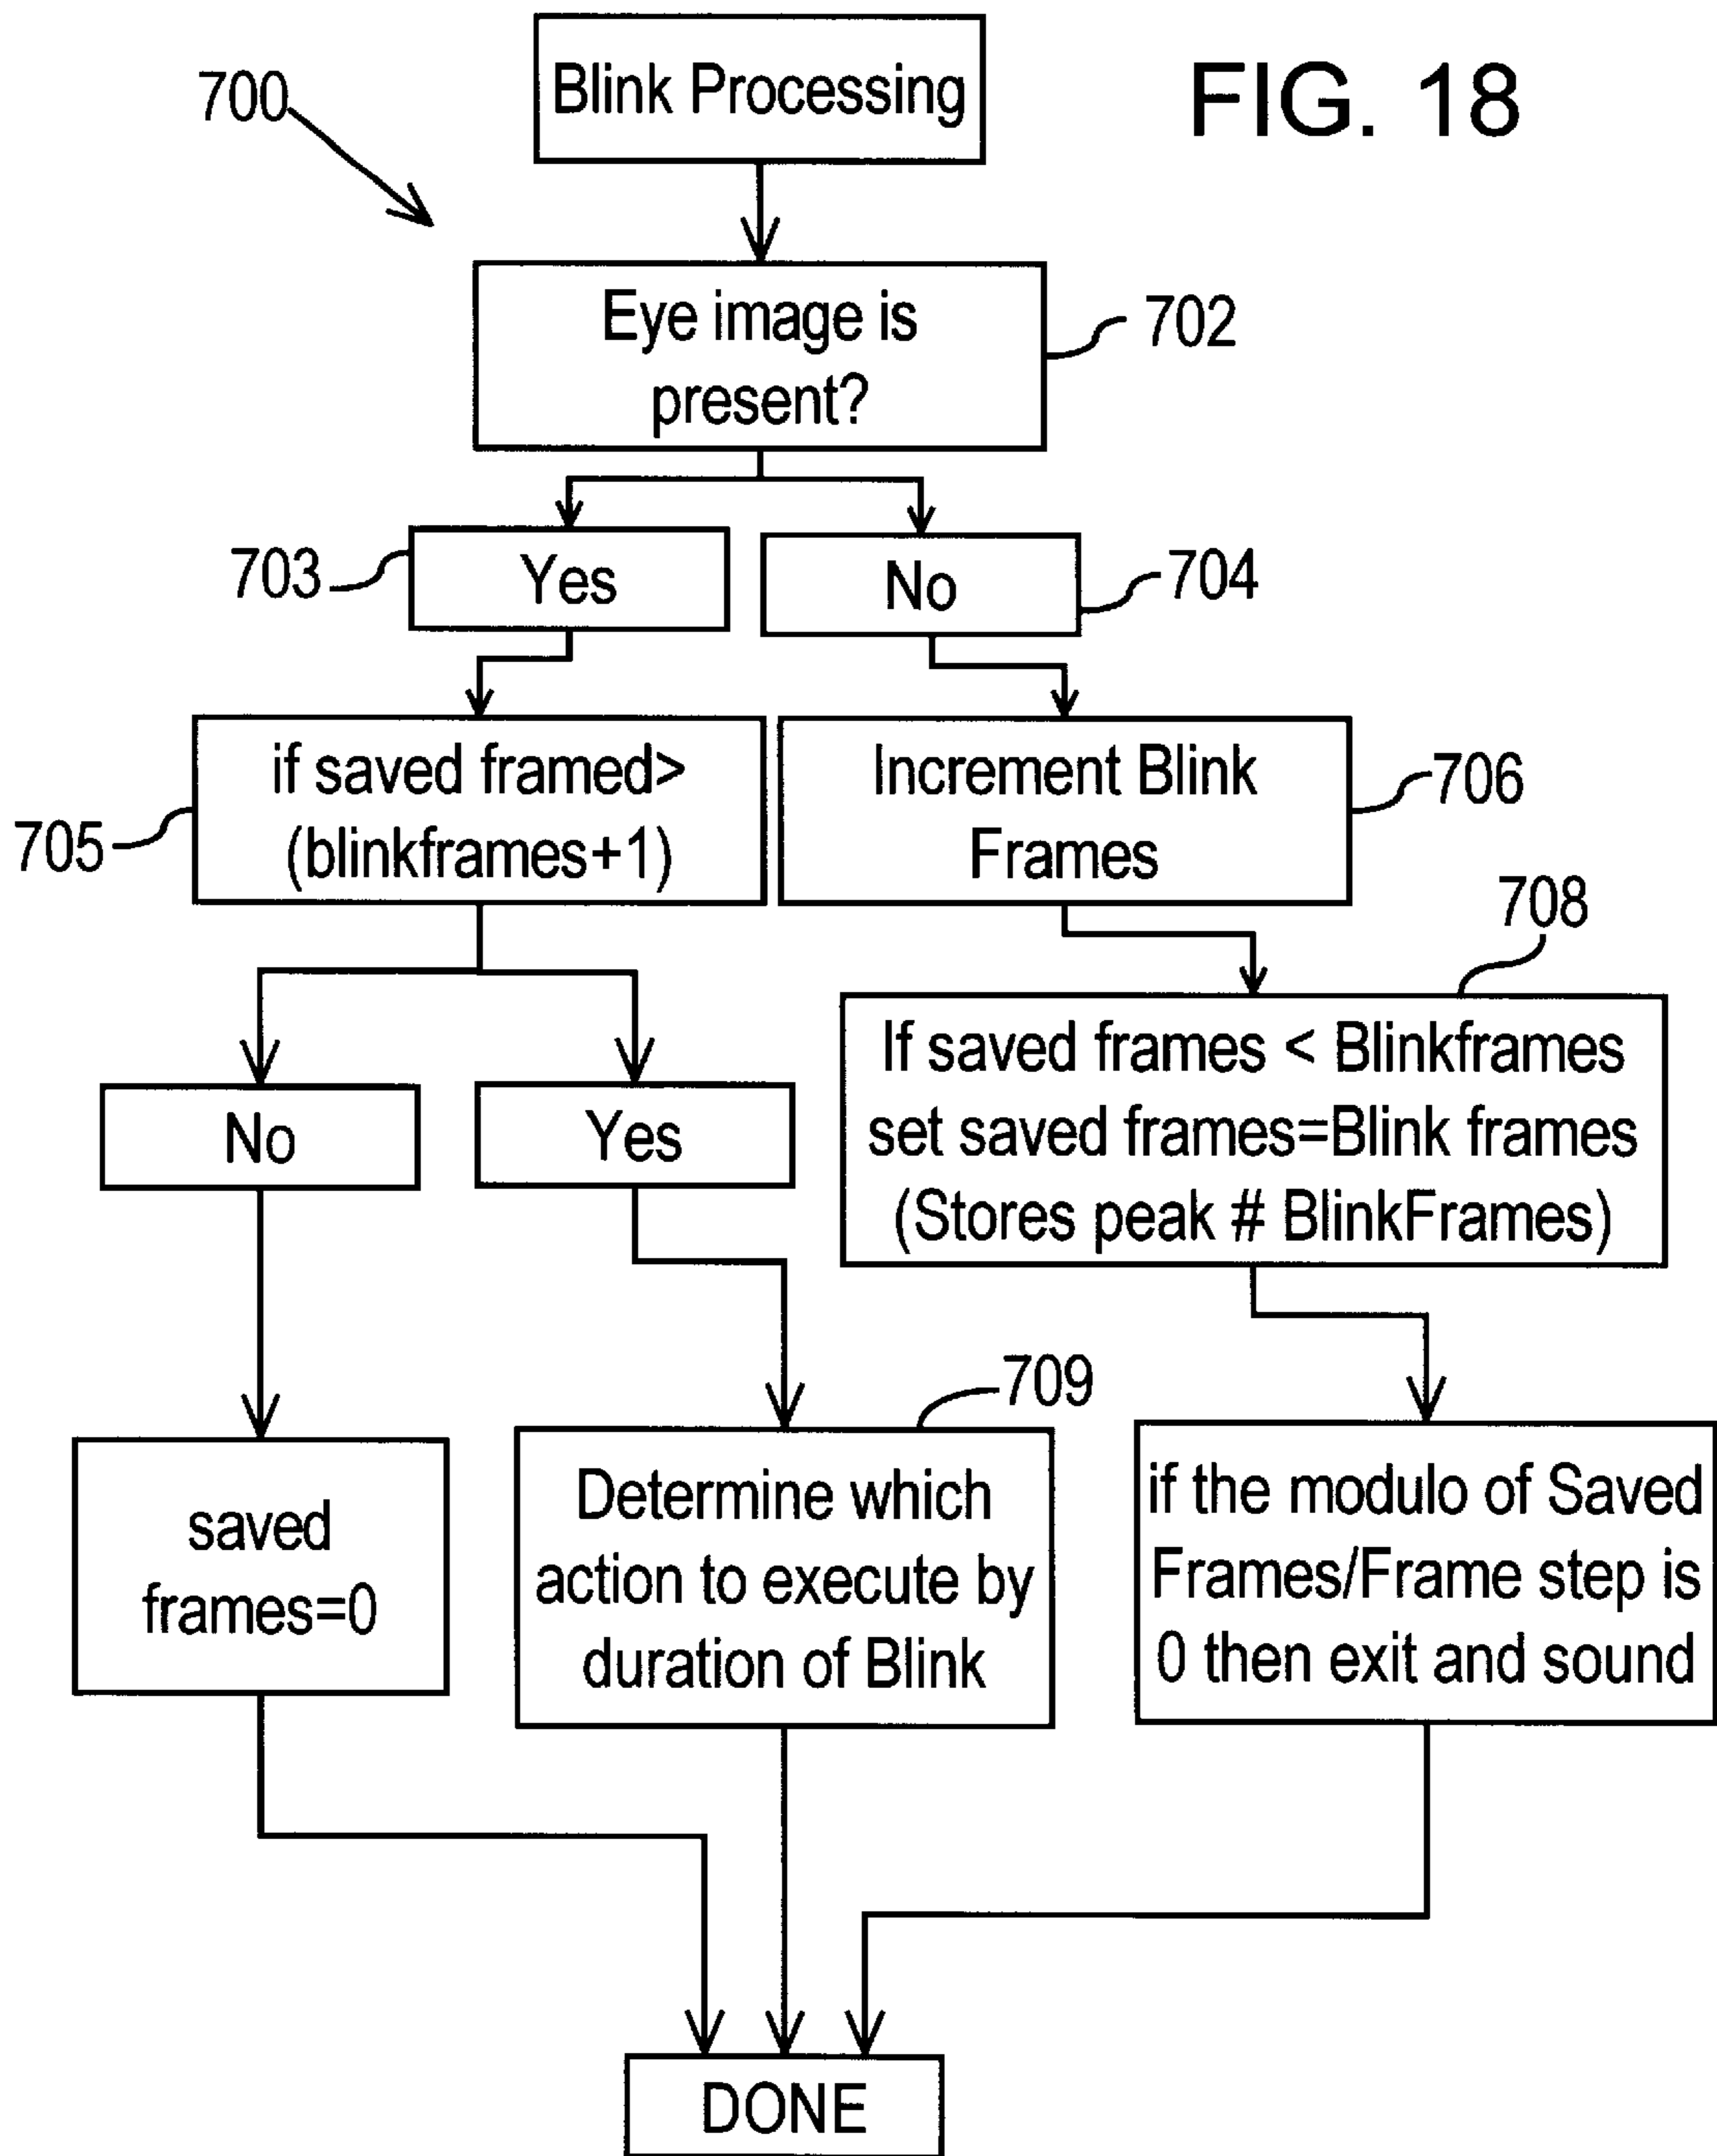 FIG. 18
700
Blink Processing
Eye image is
present?
702
703
Yes
No
704
if saved framed>
(blinkframes+1)
705
Increment Blink
Frames
706
708
No
Yes
If saved frames < Blinkframes
set saved frames=Blink frames
(Stores peak # BlinkFrames)
709
saved
frames=0
Determine which
action to execute by
duration of Blink
if the modulo of Saved
Frames/Frame step is
0 then exit and sound
DONE